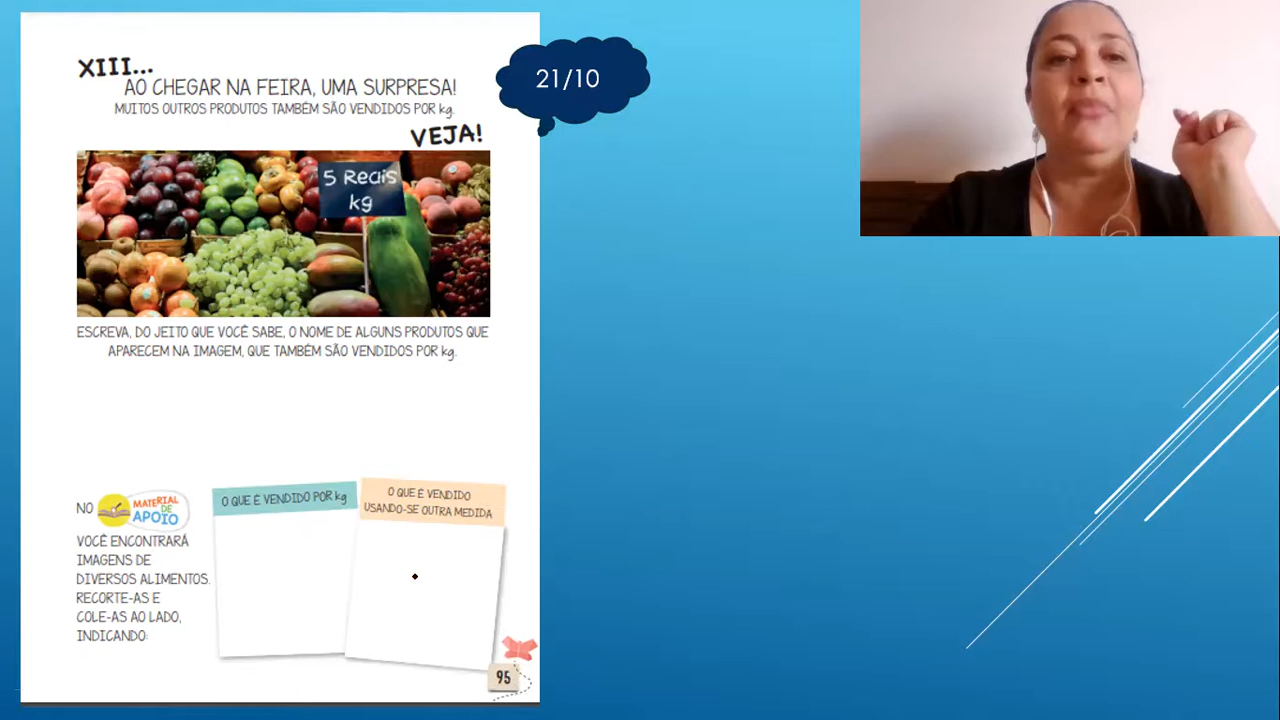 XIII...
AO CHEGAR NA FEIRA, UMA SURPRESA!
MUITOS OUTROS PRODUTOS TAMBÉM SÃO VENDIDOS POR kg.
VEJA!
21/10
5 Reais
kg
ESCREVA, DO JEITO QUE VOCÊ SABE, O NOME DE ALGUNS PRODUTOS QUE
APARECEM NA IMAGEM, QUE TAMBÉM SÃO VENDIDOS POR kg.
NO MATERIAL DE APOIO
VOCÊ ENCONTRARÁ
IMAGENS DE
DIVERSOS ALIMENTOS.
RECORTE-AS E
COLE-AS AO LADO,
INDICANDO:
O QUE É VENDIDO POR kg
O QUE É VENDIDO
USANDO-SE OUTRA MEDIDA
95